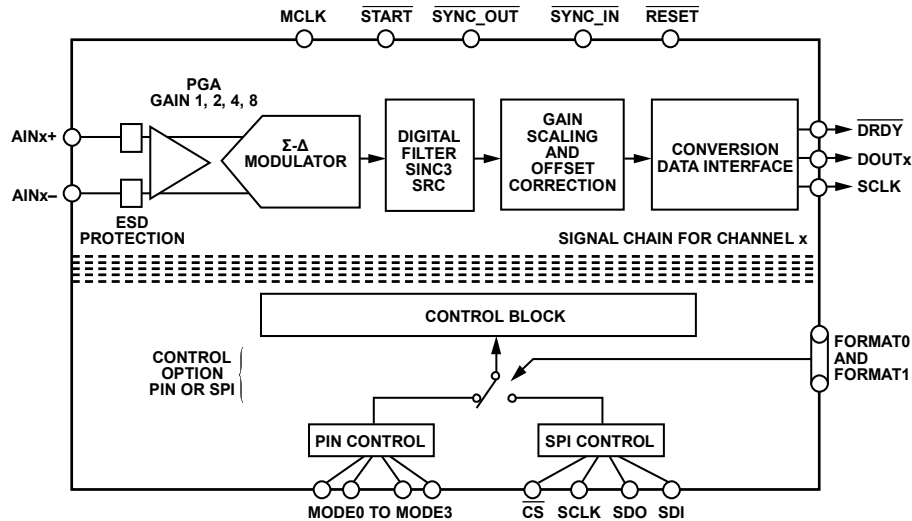 MCLK
START
SYNC_OUT
SYNC_IN
RESET
PGA
GAIN 1, 2, 4, 8
AINx+
AINx–
ESD
PROTECTION
Σ-Δ
MODULATOR
DIGITAL
FILTER
SINC3
SRC
GAIN
SCALING
AND
OFFSET
CORRECTION
CONVERSION
DATA INTERFACE
DRDY
DOUTx
SCLK
SIGNAL CHAIN FOR CHANNEL x
CONTROL BLOCK
CONTROL
OPTION
PIN OR SPI
FORMAT0
AND
FORMAT1
PIN CONTROL
SPI CONTROL
MODE0 TO MODE3
CS
SCLK
SDO
SDI